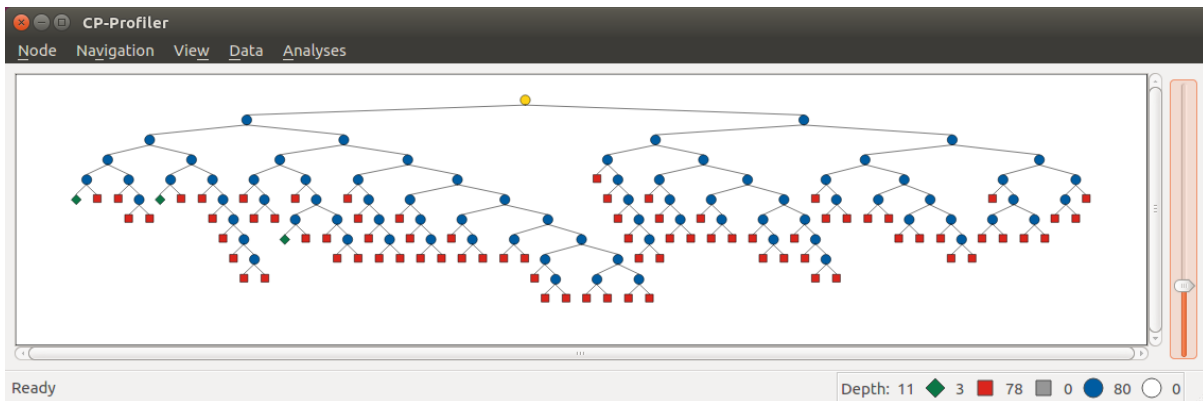 CP-Profiler
Node Navigation View Data Analyses
Ready Depth: 11 3 78 0 80 0